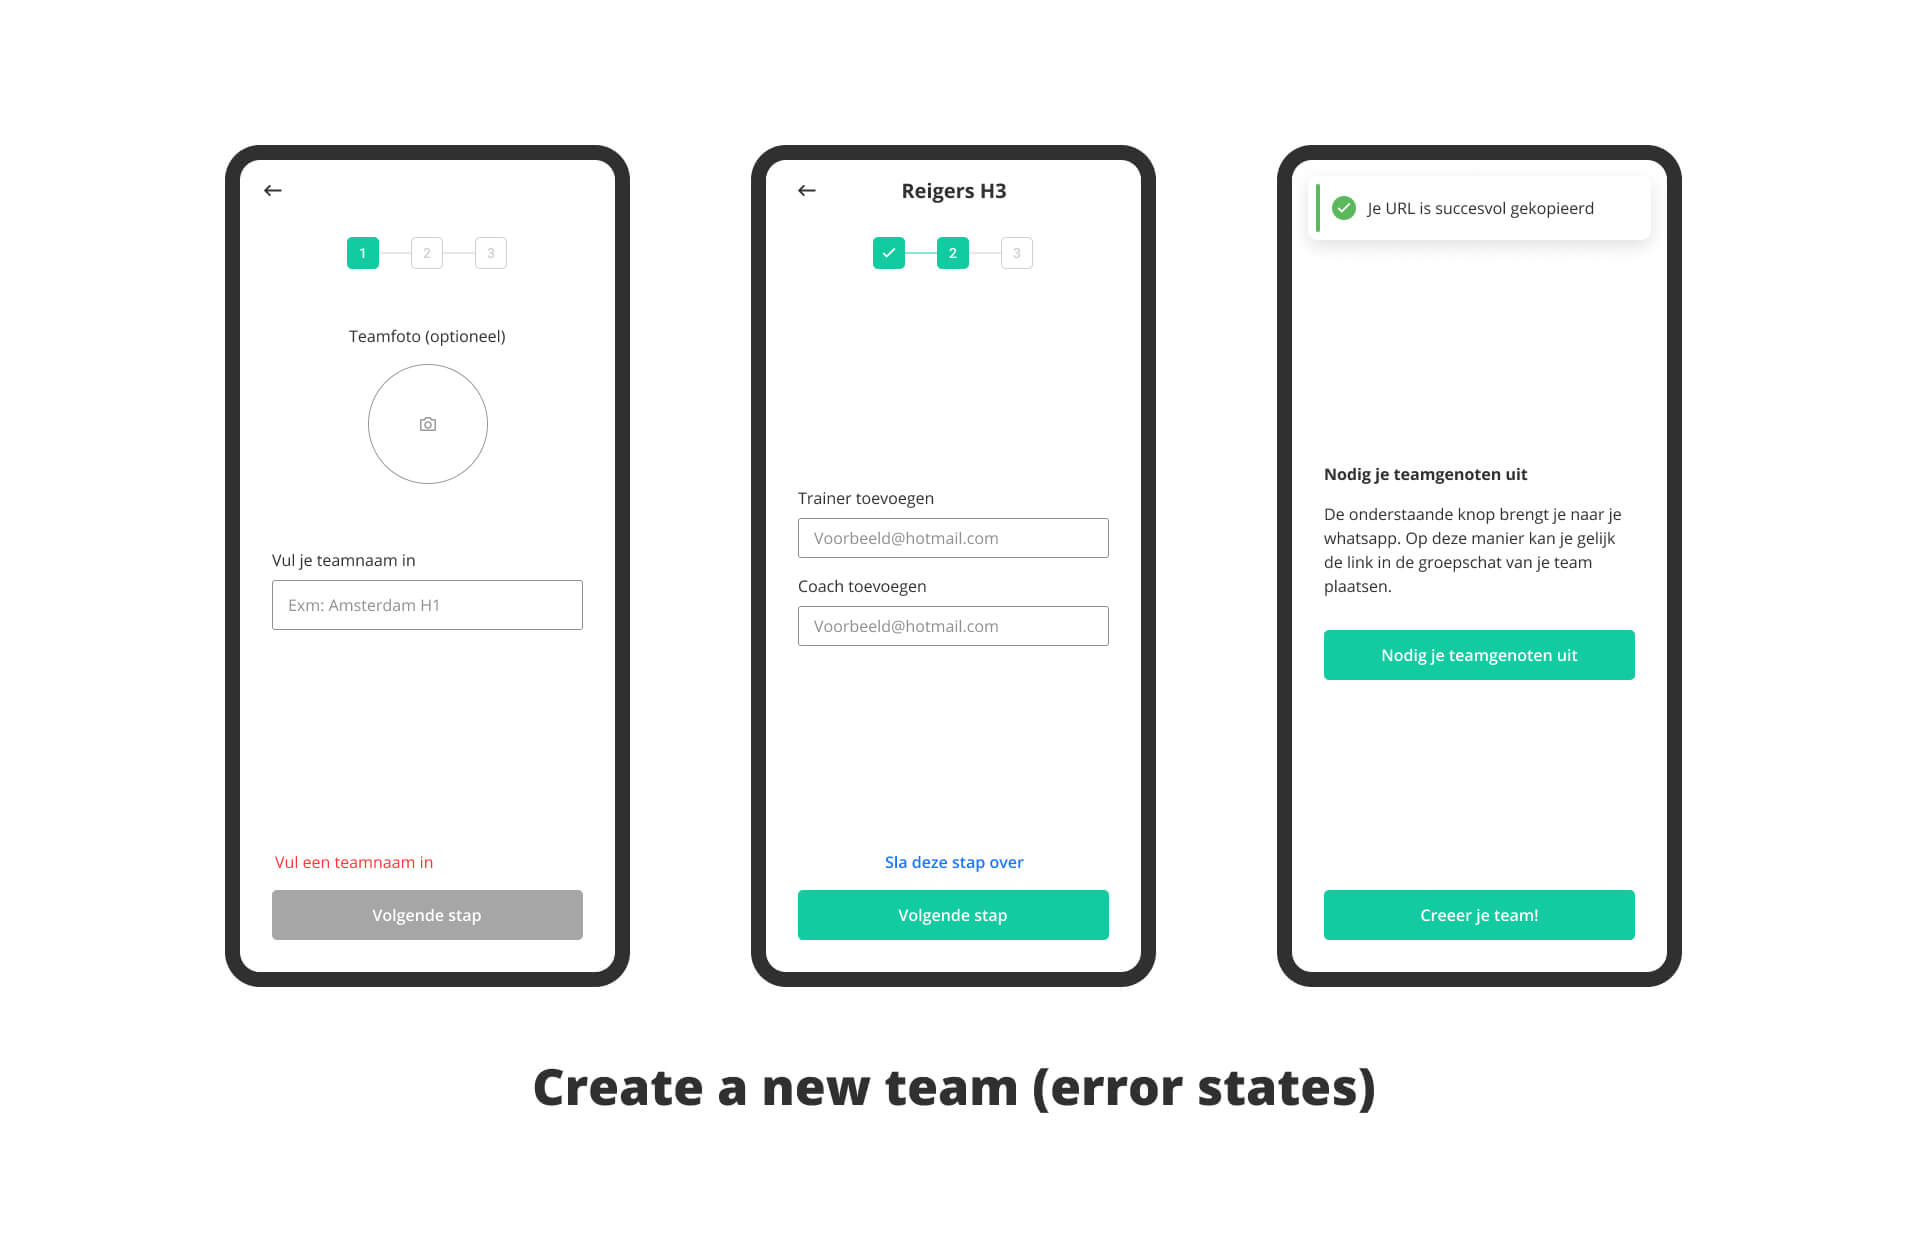 1 2 3
Teamfoto (optioneel)
Vul je teamnaam in
Exm: Amsterdam H1
Vul een teamnaam in
Volgende stap
Reigers H3
2 3
Trainer toevoegen
Voorbeeld@hotmail.com
Coach toevoegen
Voorbeeld@hotmail.com
Sla deze stap over
Volgende stap
Je URL is succesvol gekopieerd
Nodig je teamgenoten uit
De onderstaande knop brengt je naar je
whatsapp. Op deze manier kan je gelijk
de link in de groepschat van je team
plaatsen.
Nodig je teamgenoten uit
Creeer je team!
Create a new team (error states)